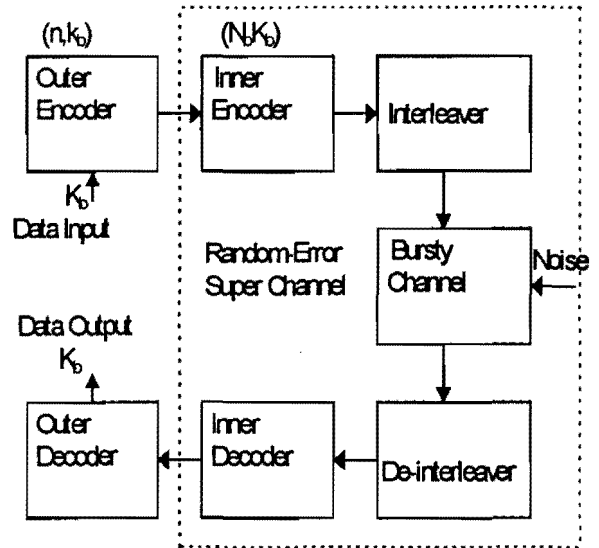 (n,k_b)
(N_b,K_b)
Outer
Encoder
Inner
Encoder
Interleaver
K_b
Data Input
Random-Error
Super Channel
Bursty
Channel
Noise
Data Output
K_b
Outer
Decoder
Inner
Decoder
De-interleaver